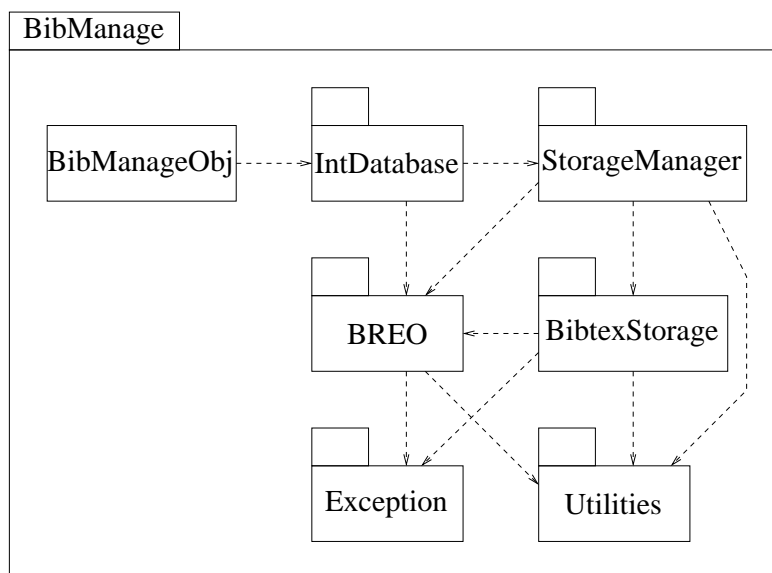 BibManage
BibManageObj
IntDatabase
StorageManager
BREO
BibtexStorage
Exception
Utilities